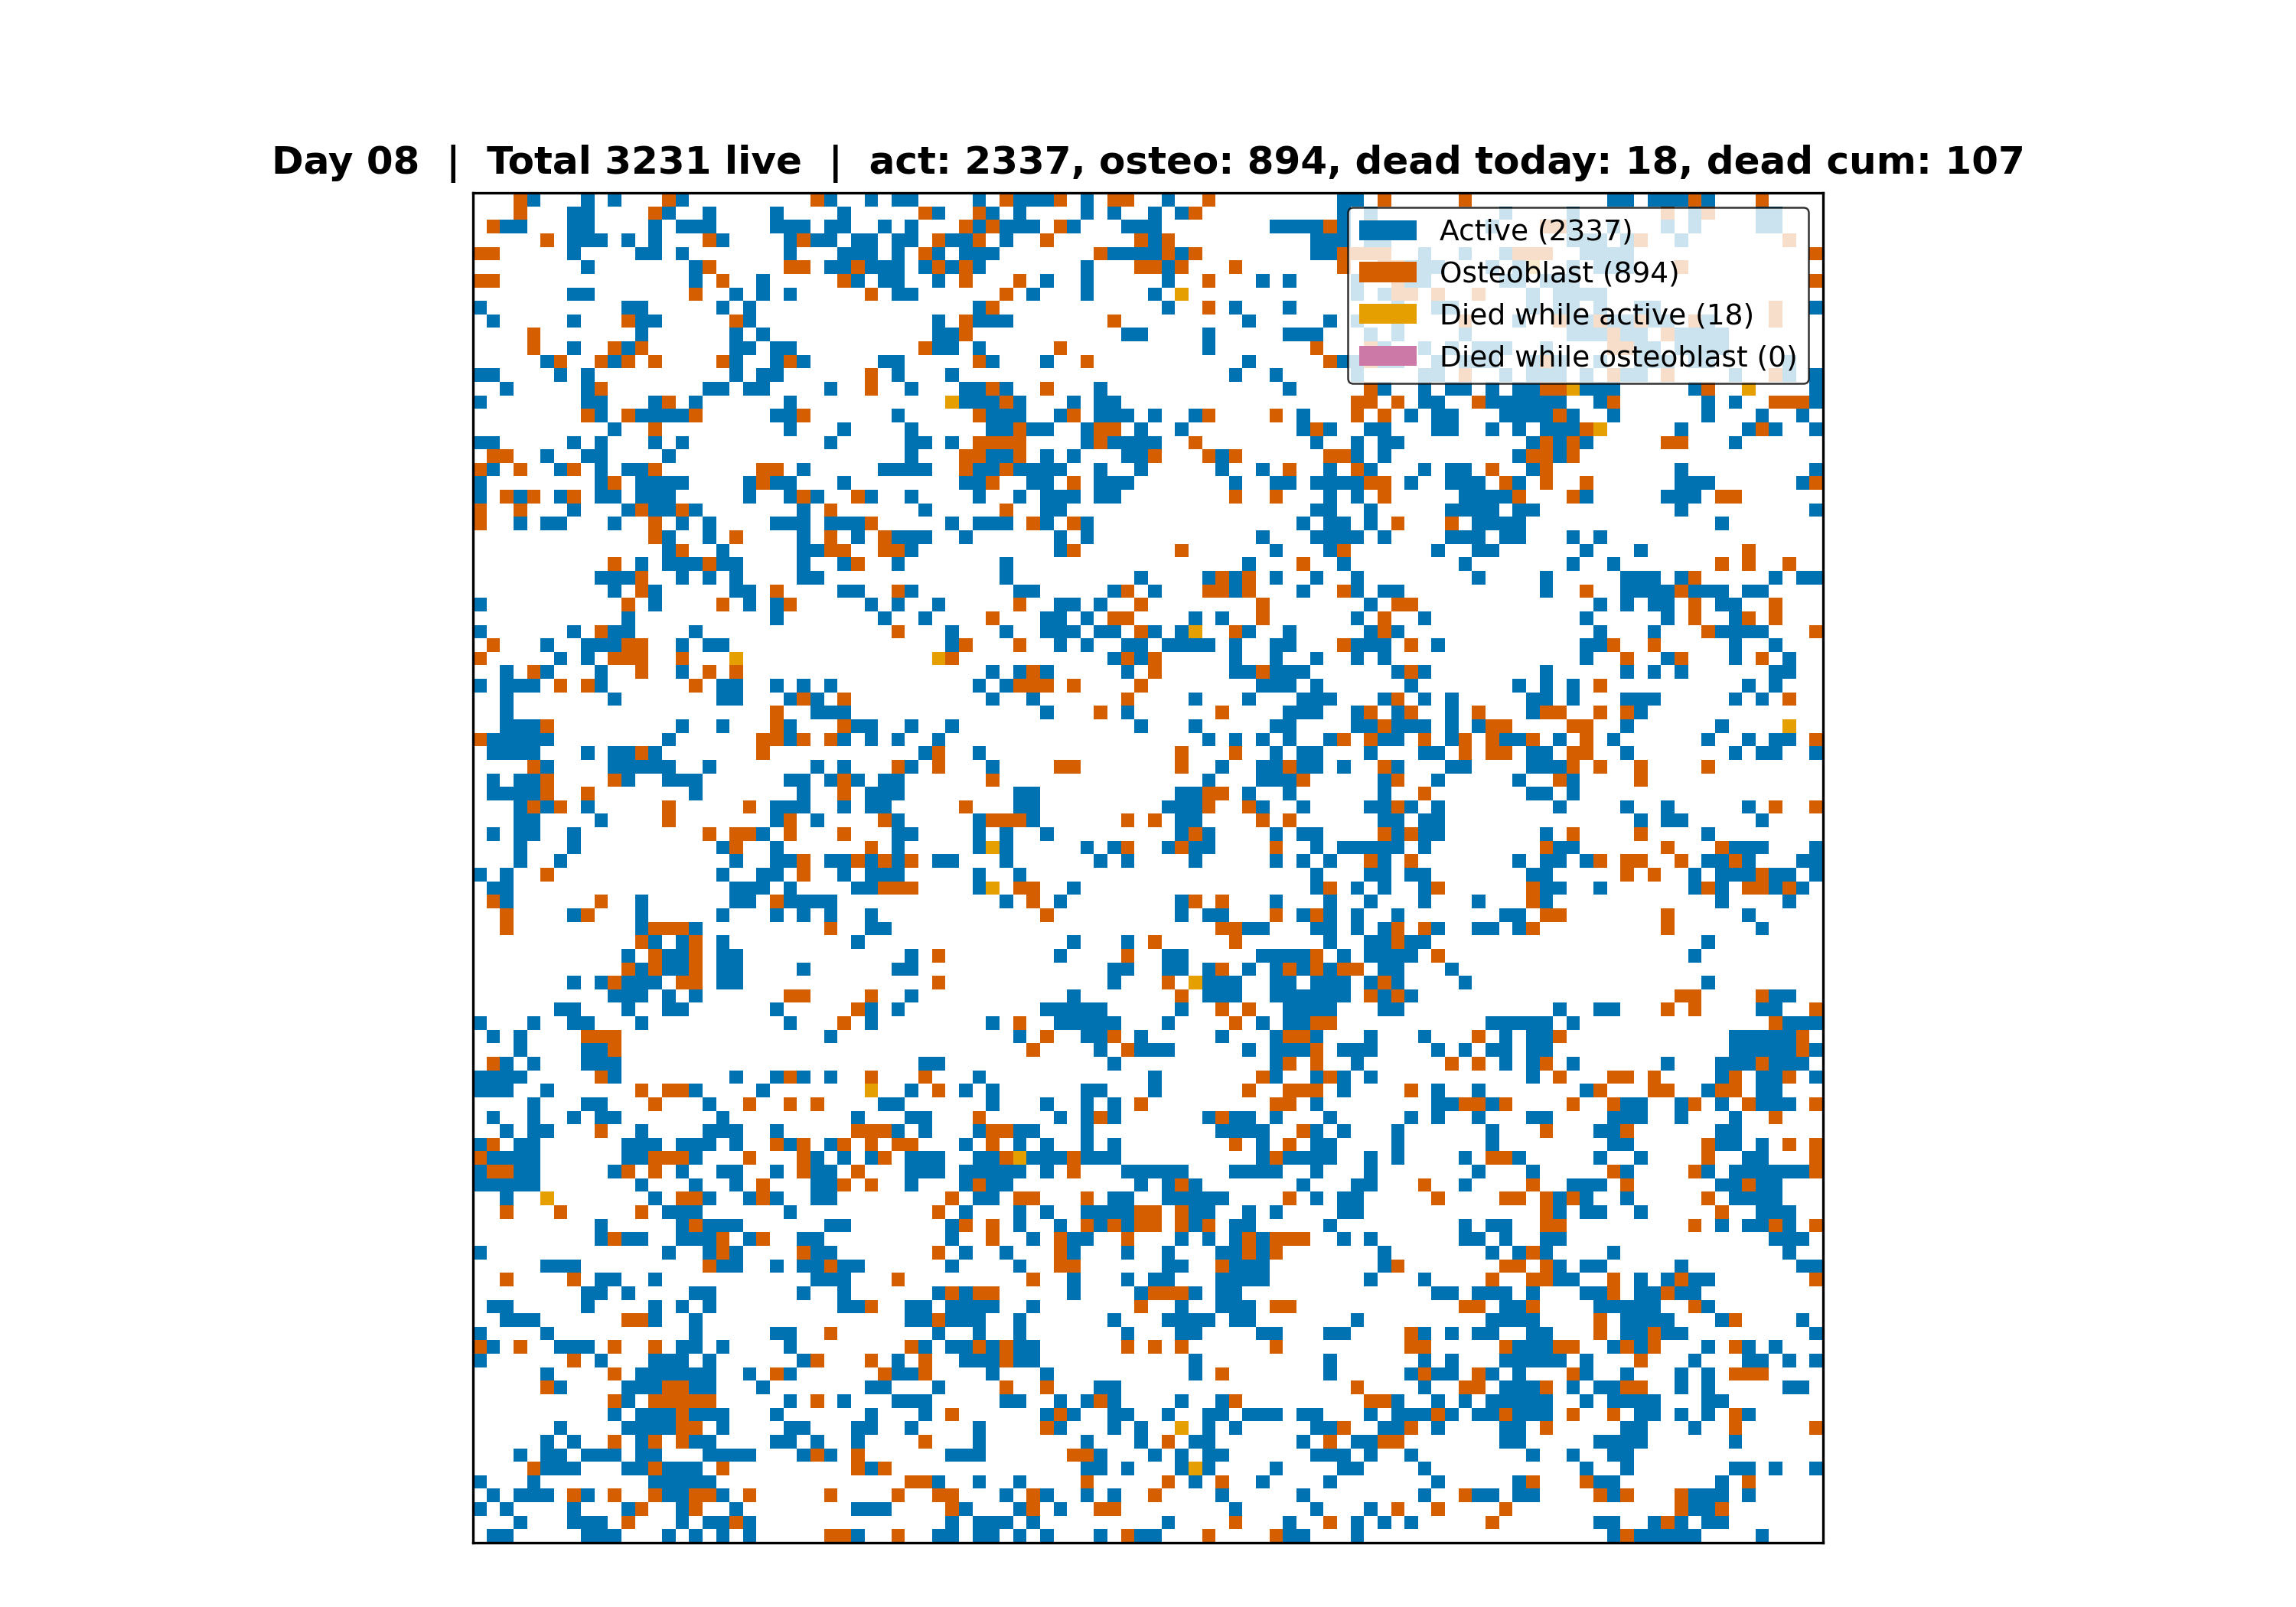 Day 08 | Total 3231 live | act: 2337, osteo: 894, dead today: 18, dead cum: 107
Active (2337)
Osteoblast (894)
Died while active (18)
Died while osteoblast (0)